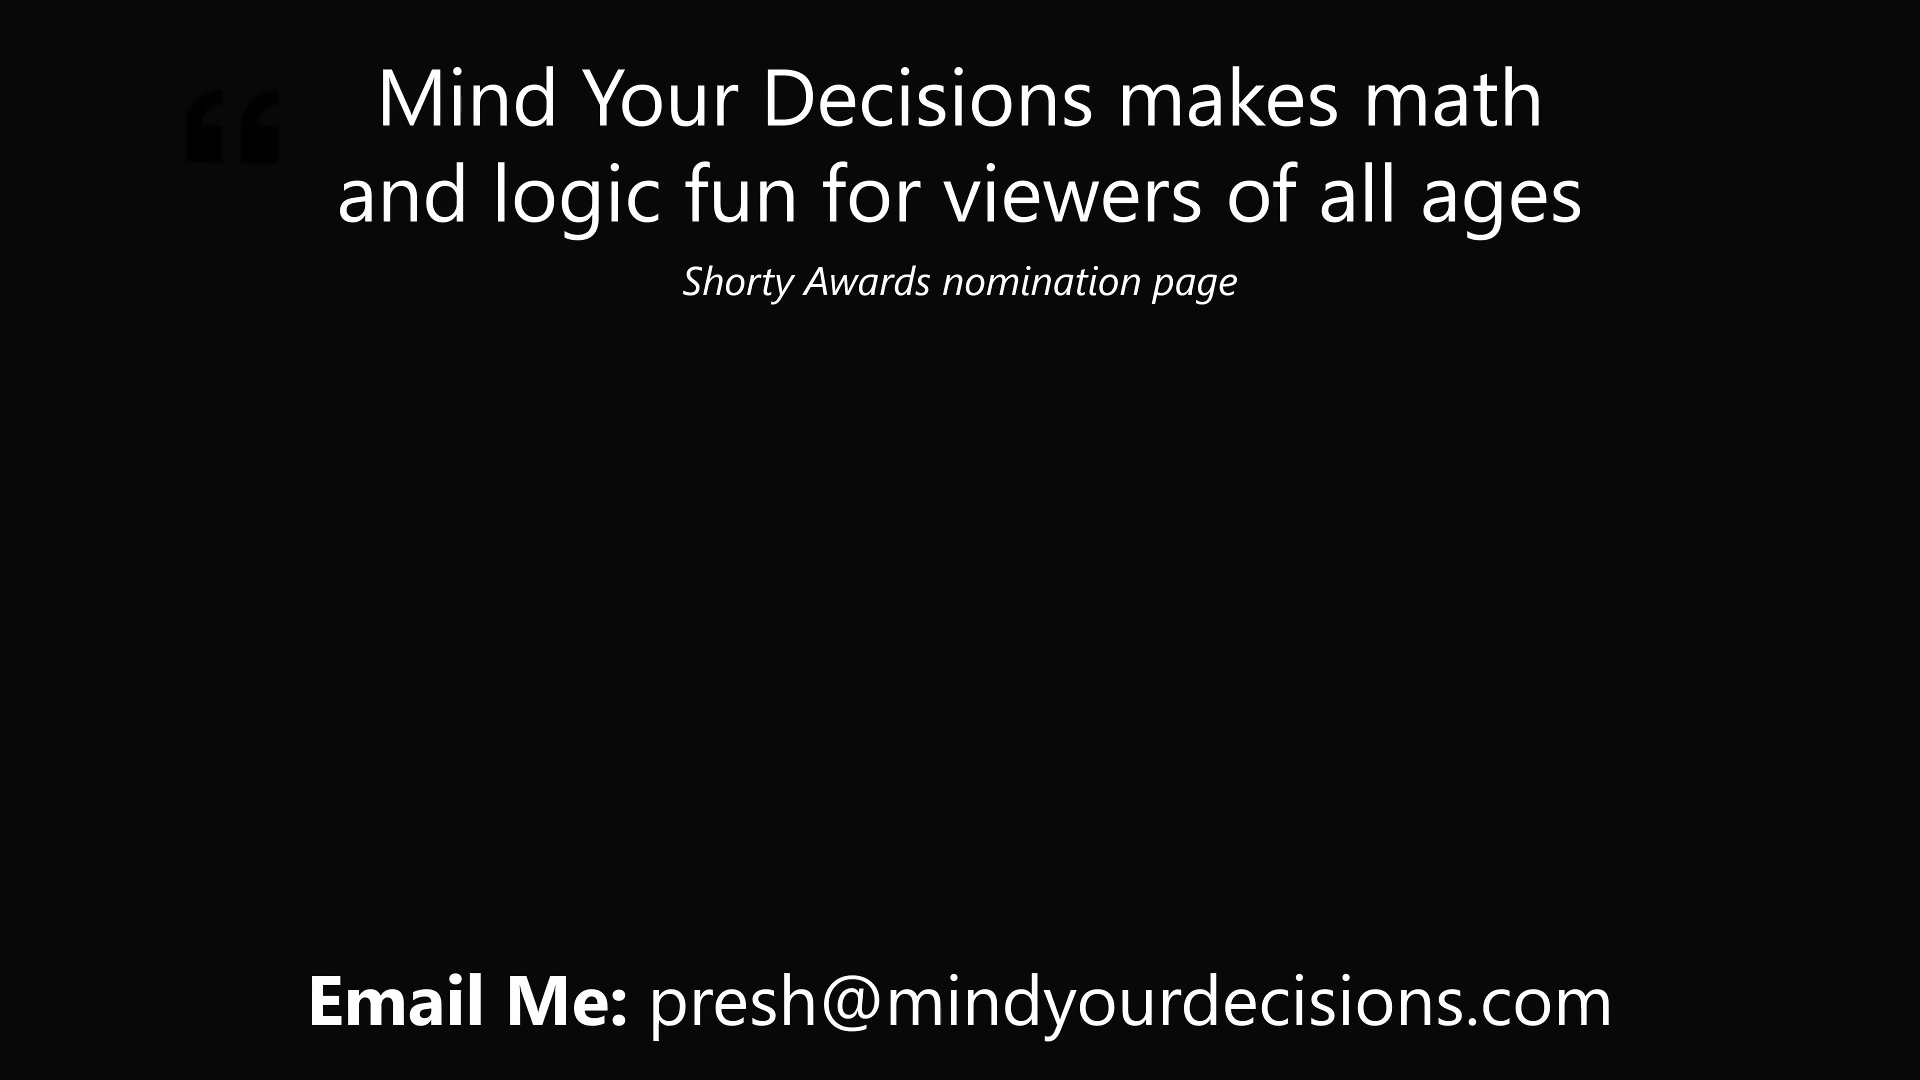 “ Mind Your Decisions makes math
and logic fun for viewers of all ages
Shorty Awards nomination page
Email Me: presh@mindyourdecisions.com